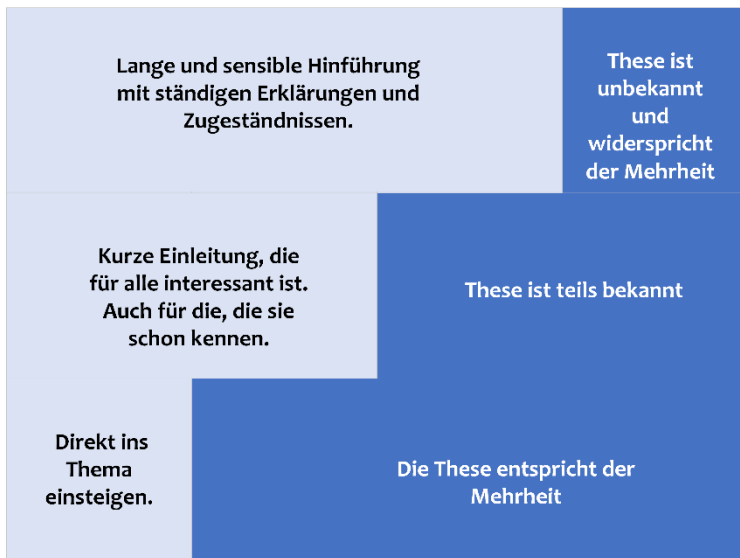 Lange und sensible Hinführung
mit ständigen Erklärungen und
Zugeständnissen.
These ist
unbekannt
und
widerspricht
der Mehrheit
Kurze Einleitung, die
für alle interessant ist.
Auch für die, die sie
schon kennen.
These ist teils bekannt
Direkt ins
Thema
einsteigen.
Die These entspricht der
Mehrheit